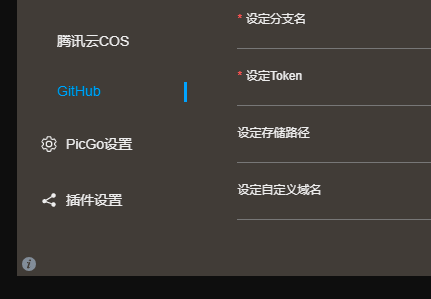 设定分支名
腾讯云COS
* 设定Token
GitHub
设定存储路径
PicGo设置
设定自定义域名
插件设置